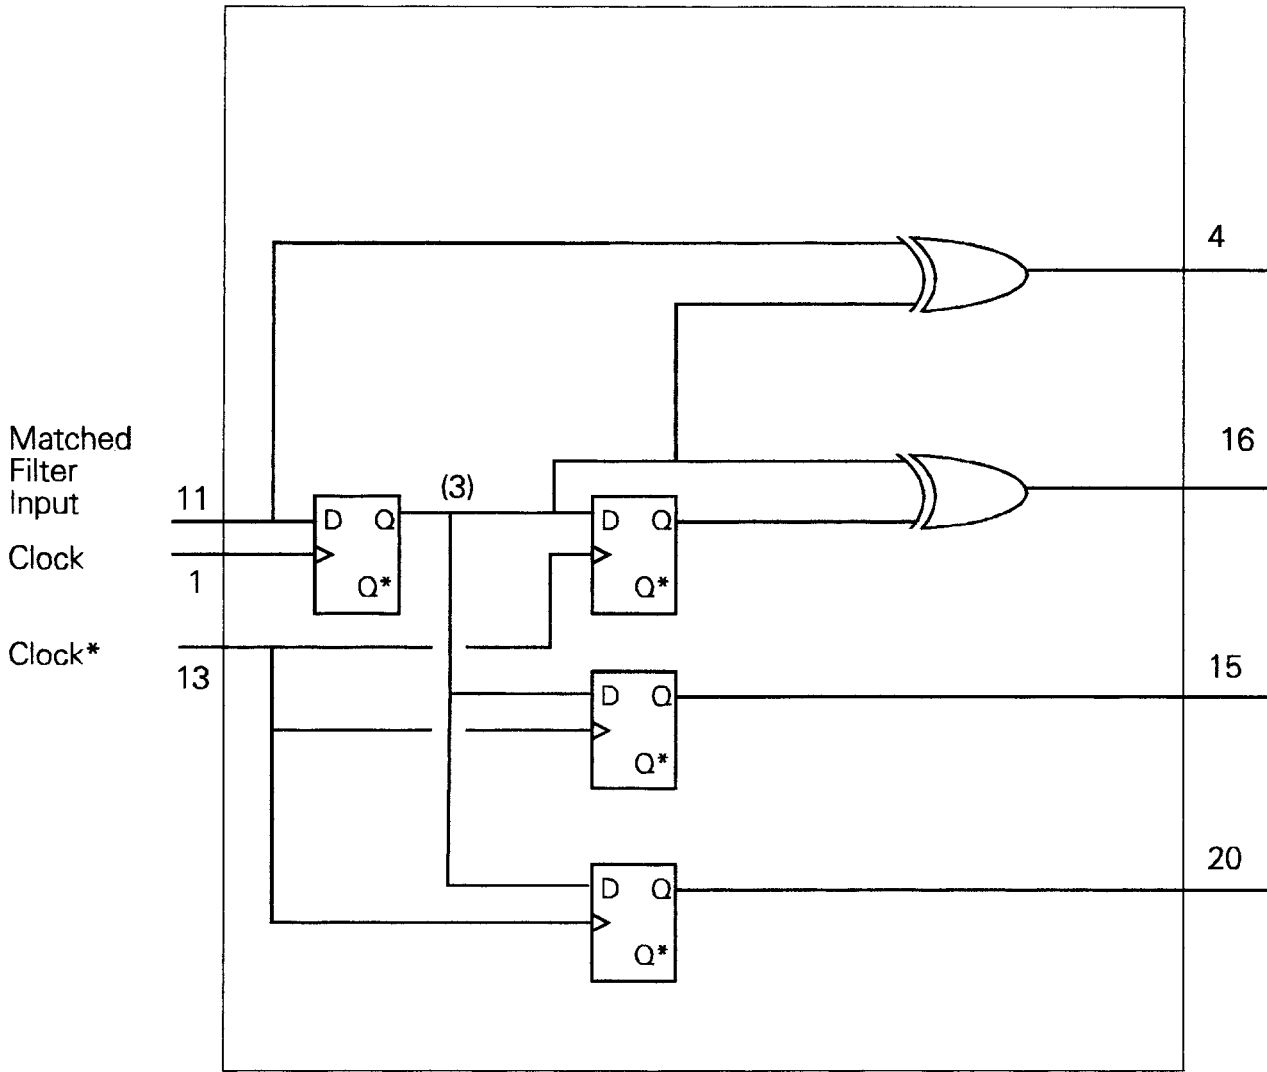 4
16
Matched
Filter
Input
11
(3)
D Q
D Q
Clock
1
Q*
Q*
Clock*
13
D Q
15
Q*
D Q
20
Q*